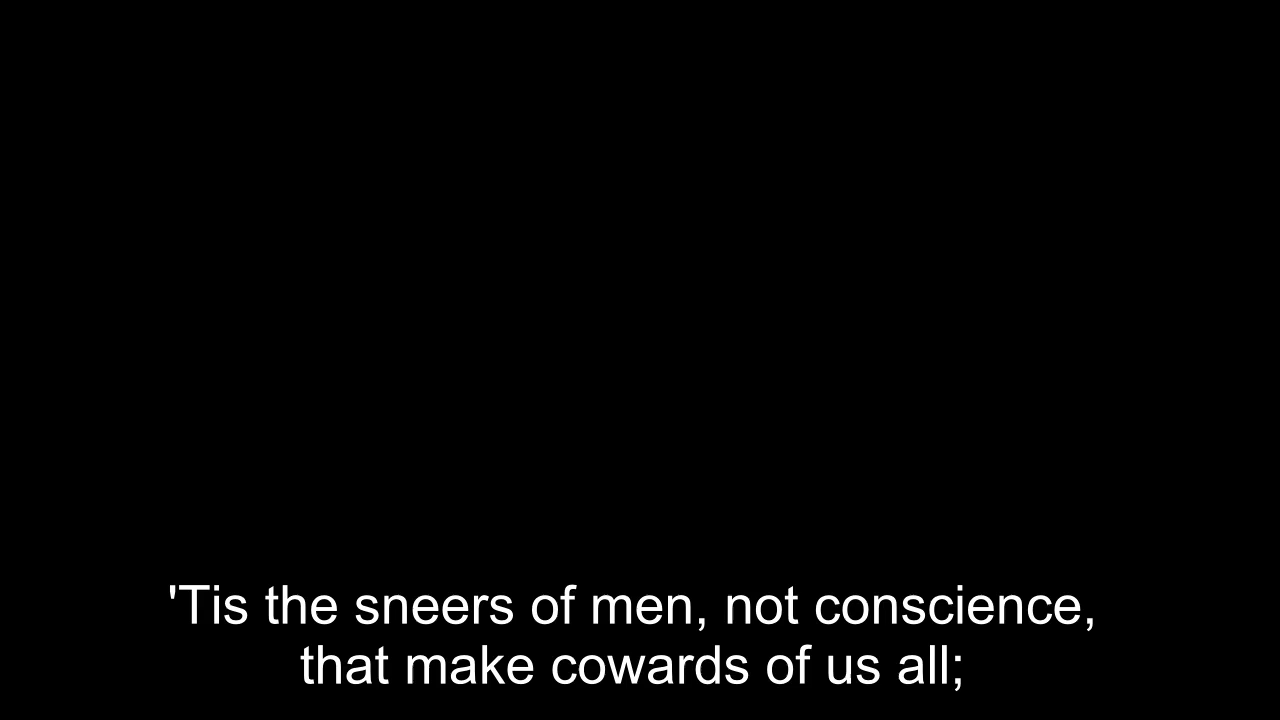 'Tis the sneers of men, not conscience,
that make cowards of us all;